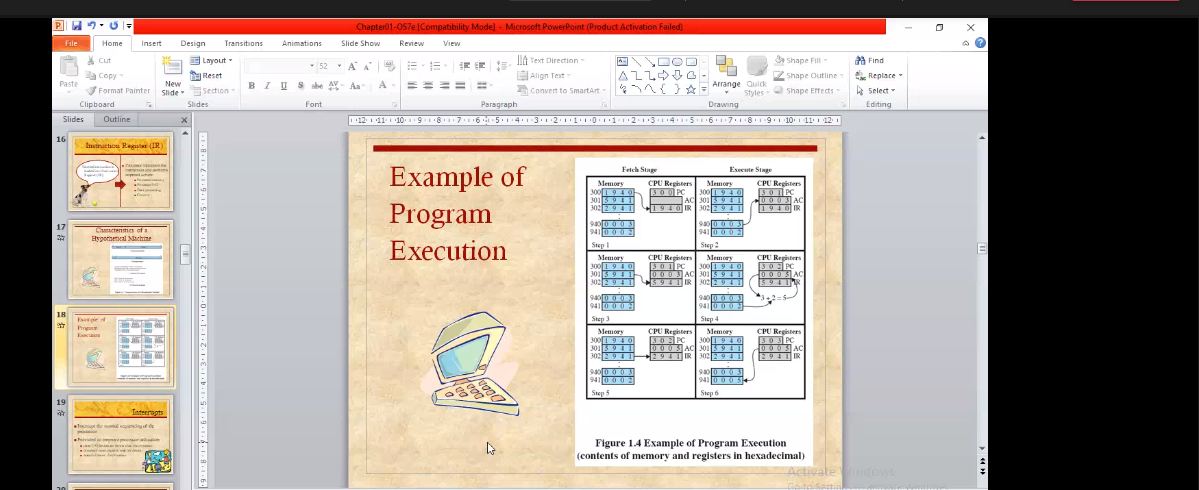 Chapter01-OS7e [Compatibility Mode] - Microsoft PowerPoint (Product Activation Failed)
File Home Insert Design Transitions Animations Slide Show Review View
Cut
Copy
Format Painter
Paste
Clipboard
New
Slide
Layout
Reset
Section
Slides
52
Font
Paragraph
Text Direction
Align Text
Convert to SmartArt
Arrange
Quick
Styles
Shape Fill
Shape Outline
Shape Effects
Drawing
Find
Replace
Select
Editing
Slides Outline
16
Instruction Register (IR)
17
Characteristics of a
Hypothetical Machine
18
Example of
Program
Execution
19
Interrupts
Example of
Program
Execution
Fetch Stage Execute Stage
Memory CPU Registers Memory CPU Registers
300 1 9 4 0 3 0 0 PC 300 1 9 4 0 3 0 1 PC
301 5 9 4 1 AC 301 5 9 4 1 0 0 0 3 AC
302 2 9 4 1 1 9 4 0 IR 302 2 9 4 1 1 9 4 0 IR
940 0 0 0 3 940 0 0 0 3
941 0 0 0 2 941 0 0 0 2
Step 1 Step 2
Memory CPU Registers Memory CPU Registers
300 1 9 4 0 3 0 1 PC 300 1 9 4 0 3 0 2 PC
301 5 9 4 1 0 0 0 3 AC 301 5 9 4 1 0 0 0 5 AC
302 2 9 4 1 5 9 4 1 IR 302 2 9 4 1 5 9 4 1 IR
940 0 0 0 3 940 0 0 0 3 3 + 2 = 5
941 0 0 0 2 941 0 0 0 2
Step 3 Step 4
Memory CPU Registers Memory CPU Registers
300 1 9 4 0 3 0 2 PC 300 1 9 4 0 3 0 3 PC
301 5 9 4 1 0 0 0 5 AC 301 5 9 4 1 0 0 0 5 AC
302 2 9 4 1 2 9 4 1 IR 302 2 9 4 1 2 9 4 1 IR
940 0 0 0 3 940 0 0 0 3
941 0 0 0 2 941 0 0 0 5
Step 5 Step 6
Figure 1.4 Example of Program Execution
(contents of memory and registers in hexadecimal)
Activate Windows